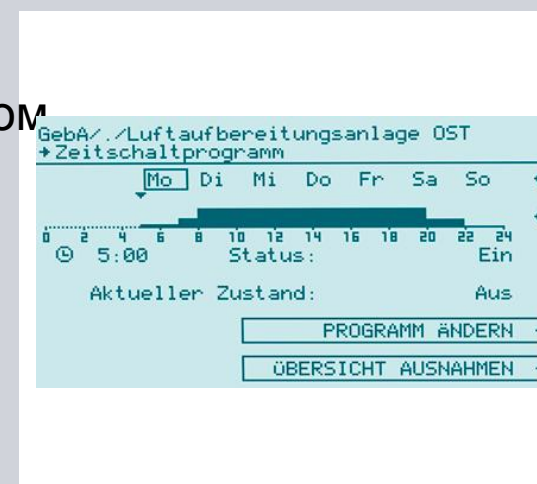 OM
GebA/./Luftaufbereitungsanlage OST
→Zeitschaltprogramm
Mo Di Mi Do Fr Sa So
0 2 4 6 8 10 12 14 16 18 20 22 24
5:00 Status: Ein
Aktueller Zustand: Aus
PROGRAMM ÄNDERN
ÜBERSICHT AUSNAHMEN